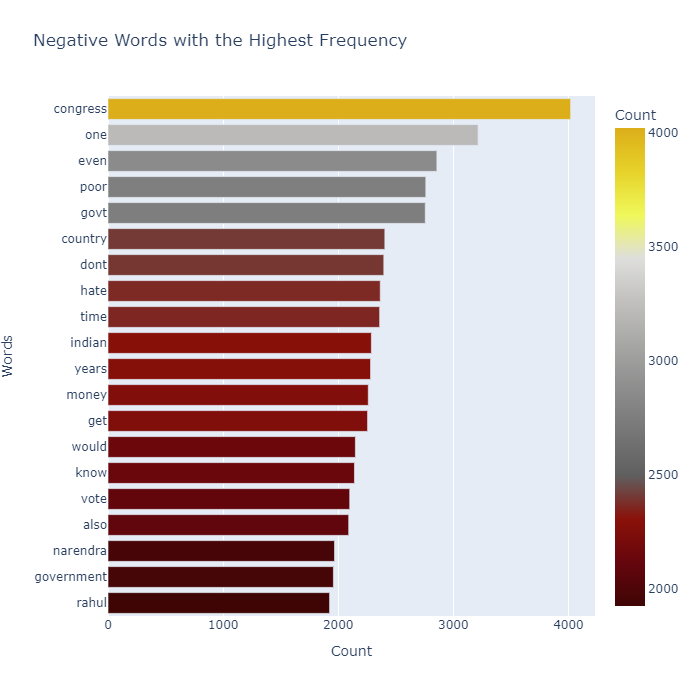 Negative Words with the Highest Frequency
Words
congress
one
even
poor
govt
country
dont
hate
time
indian
years
money
get
would
know
vote
also
narendra
government
rahul
0 1000 2000 3000 4000
Count
Count
4000
3500
3000
2500
2000